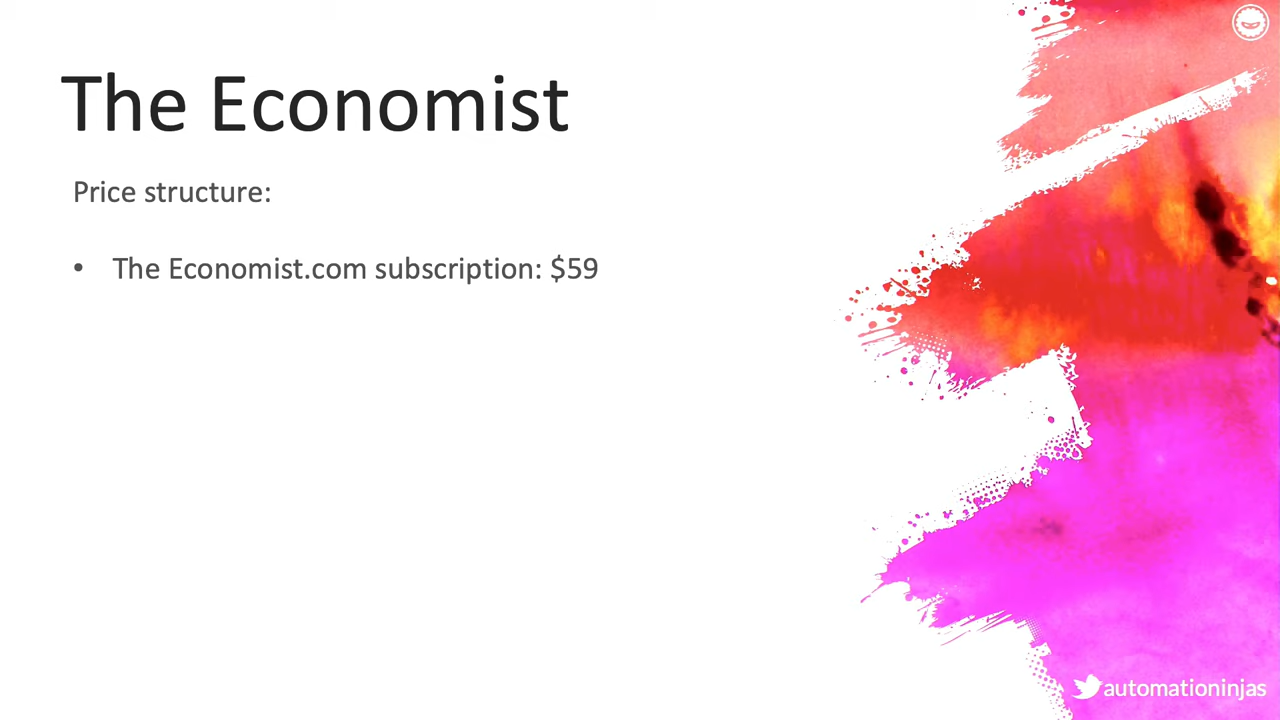 The Economist
Price structure:
• The Economist.com subscription: $59
automationinjas